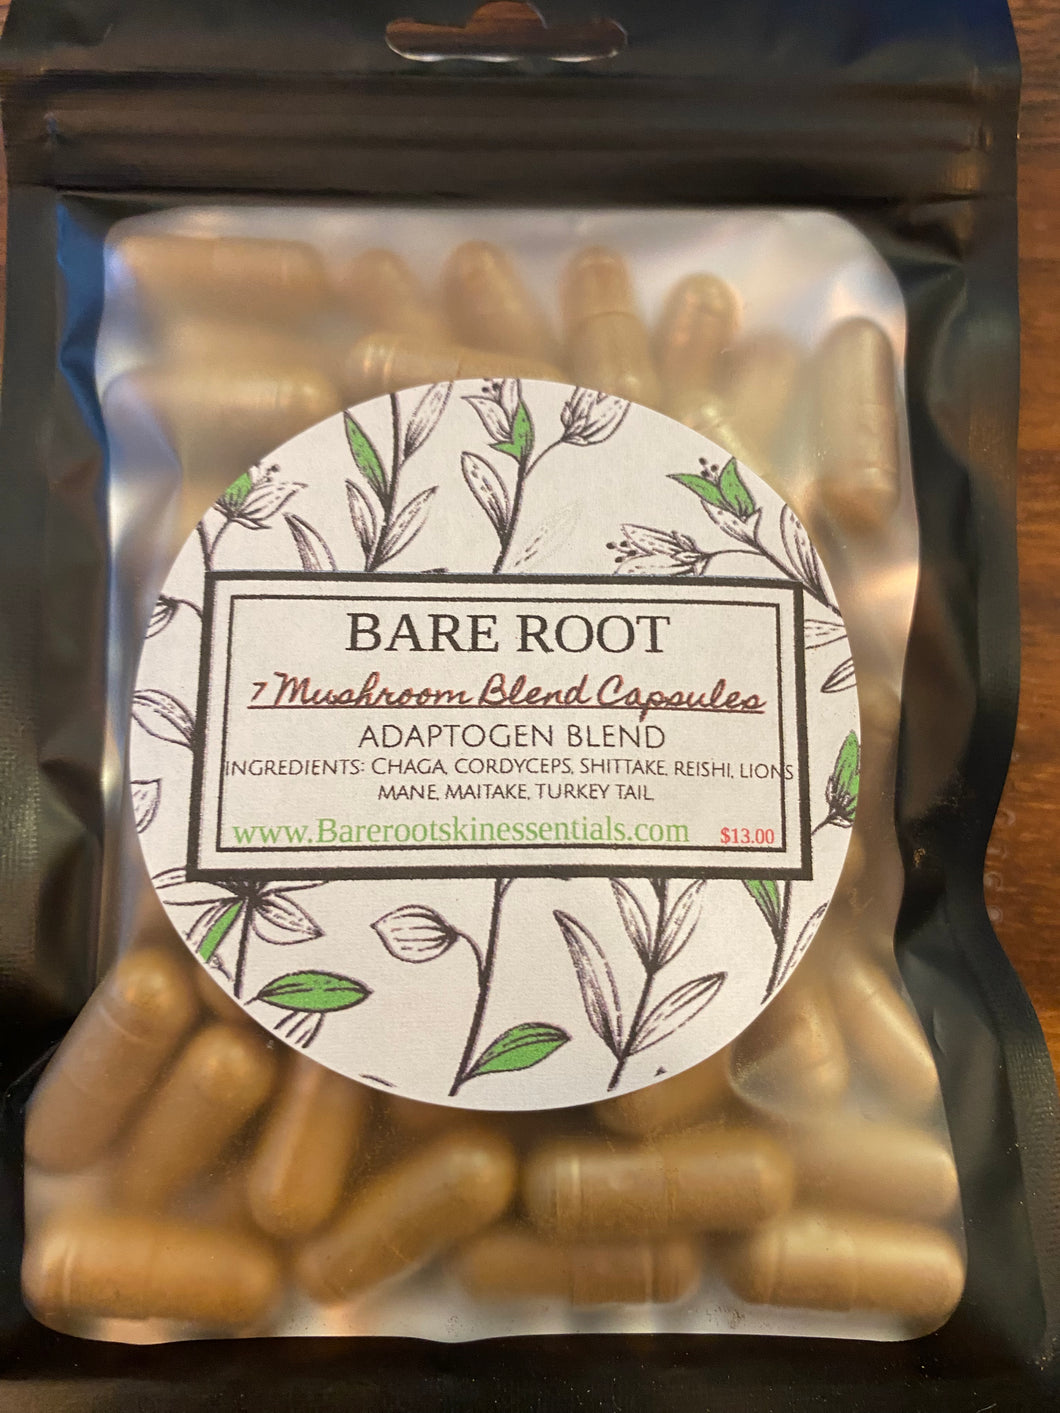 BARE ROOT
7 Mushroom Blend Capsules
ADAPTOGEN BLEND
INGREDIENTS: CHAGA, CORDYCEPS, SHITTAKE, REISHI, LIONS
MANE, MAITAKE, TURKEY TAIL,
www.Barerootskinessentials.com $13.00